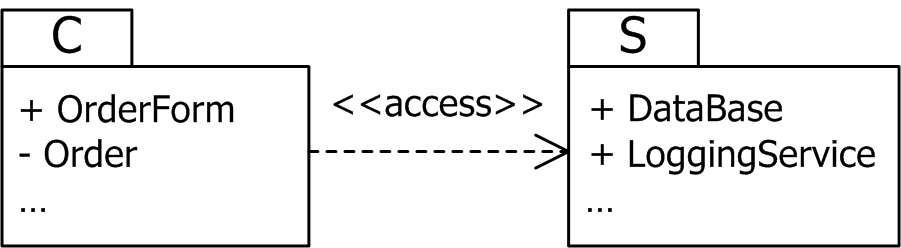 C
+ OrderForm
- Order
...
<<access>>
S
+ DataBase
+ LoggingService
...